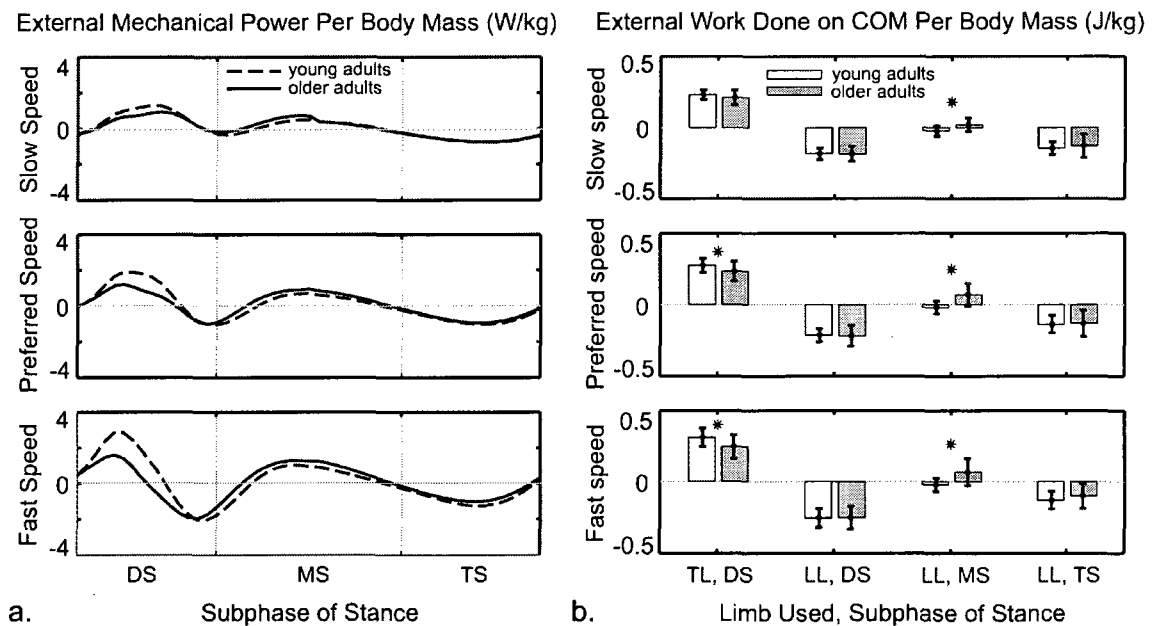 External Mechanical Power Per Body Mass (W/kg)
External Work Done on COM Per Body Mass (J/kg)
Slow Speed
4
0
-4
young adults
older adults
Preferred Speed
4
0
-4
Fast Speed
4
0
-4
DS MS TS
a. Subphase of Stance
Slow speed
0.5
0
-0.5
young adults
older adults
*
Preferred speed
0.5
0
-0.5
* *
Fast speed
0.5
0
-0.5
* *
TL, DS LL, DS LL, MS LL, TS
b. Limb Used, Subphase of Stance